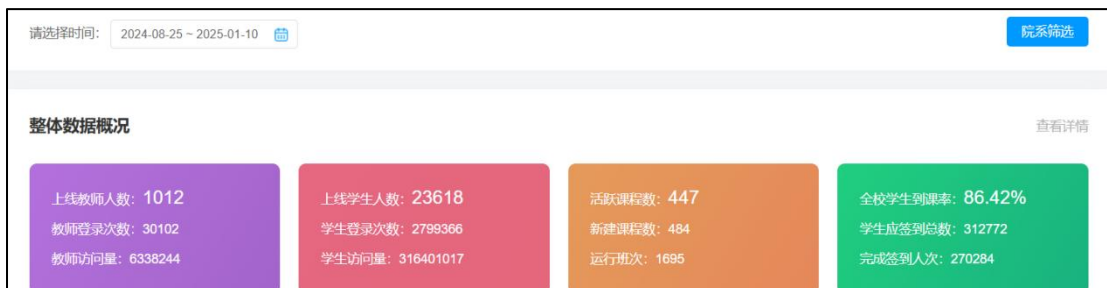 请选择时间: 2024-08-25 ~ 2025-01-10 院系筛选
整体数据概况 查看详情
上线教师人数: 1012
教师登录次数: 30102
教师访问量: 6338244
上线学生人数: 23618
学生登录次数: 2799366
学生访问量: 316401017
活跃课程数: 447
新建课程数: 484
运行班次: 1695
全校学生到课率: 86.42%
学生应签到总数: 312772
完成签到人次: 270284